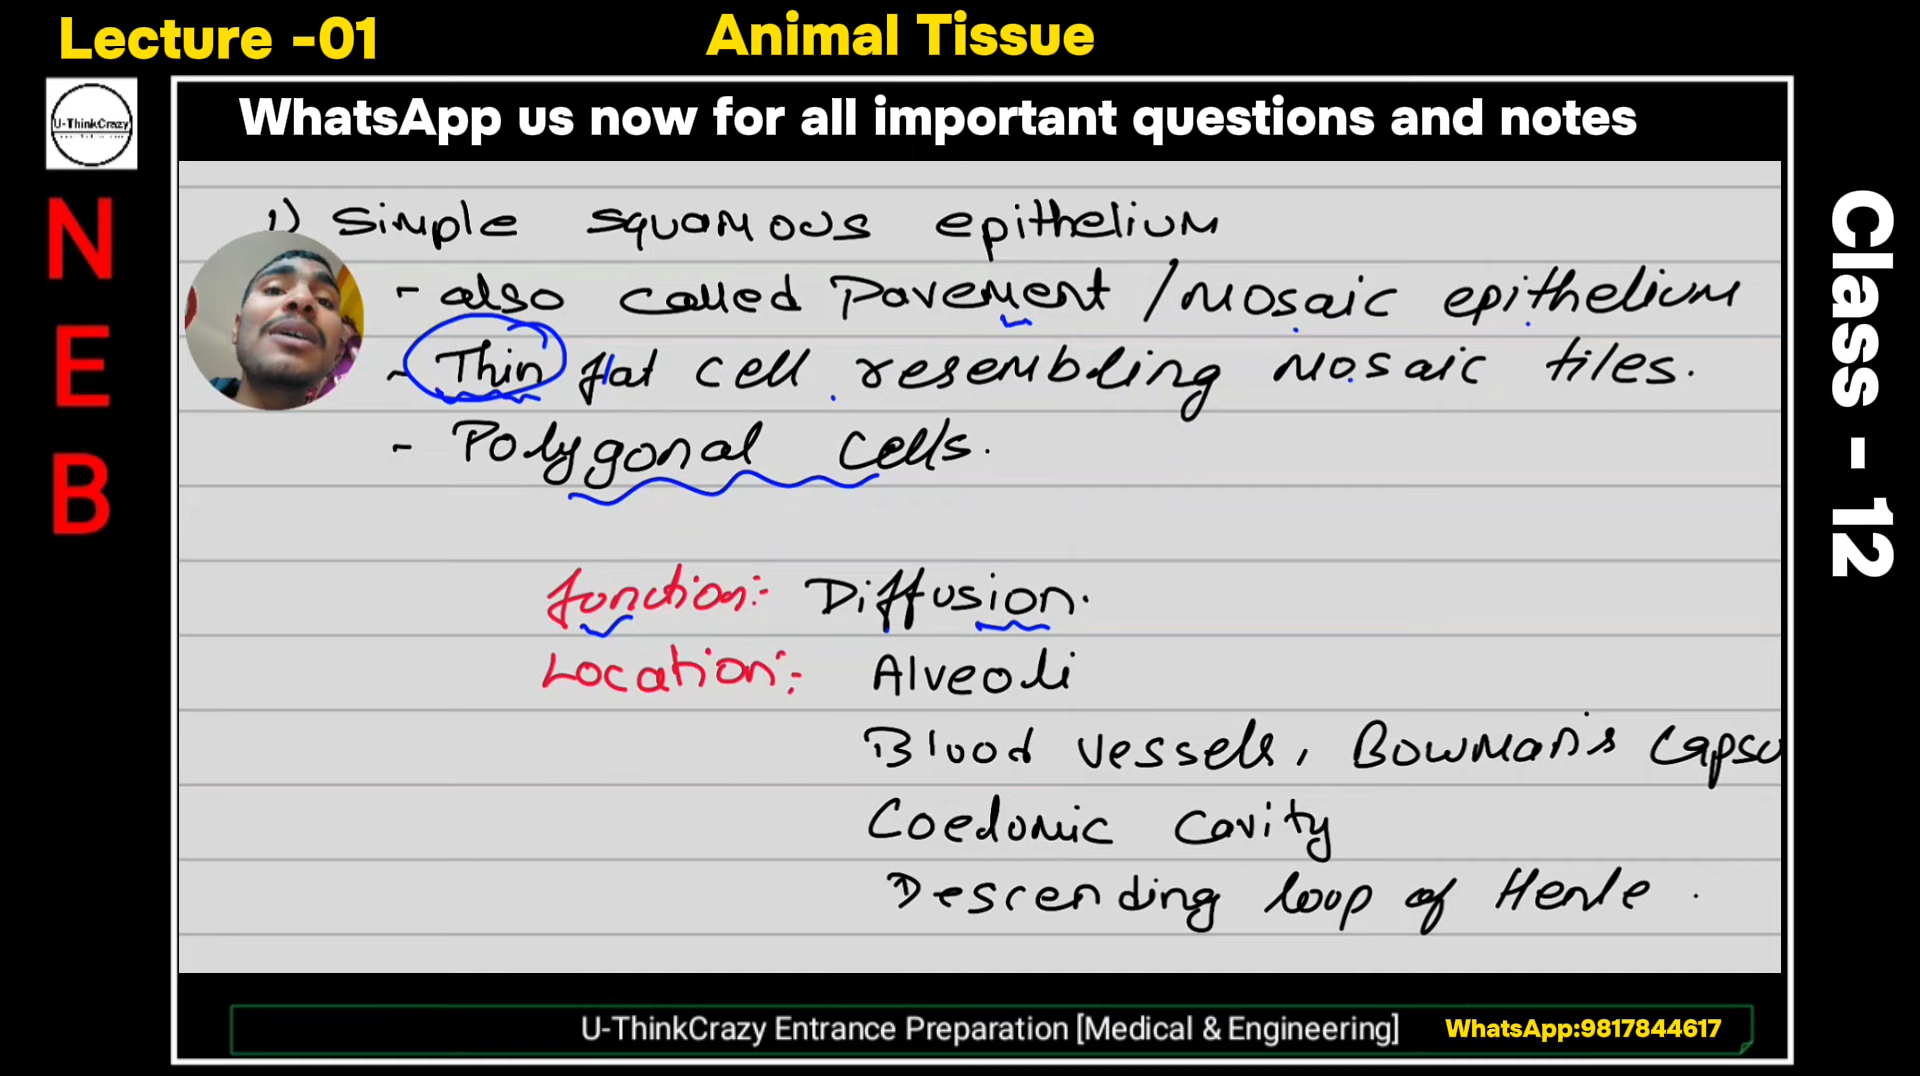 Lecture -01
Animal Tissue
U-ThinkCrazy
WhatsApp us now for all important questions and notes
NEB
Class - 12
1) Simple squamous epithelium
- also called Pavement / Mosaic epithelium
- Thin flat cell resembling mosaic tiles.
- Polygonal cells.
function:- Diffusion.
Location:- Alveoli
Blood vessels, Bowman's capsu
Coelomic cavity
Descending loop of Henle.
U-ThinkCrazy Entrance Preparation [Medical & Engineering]
WhatsApp:9817844617